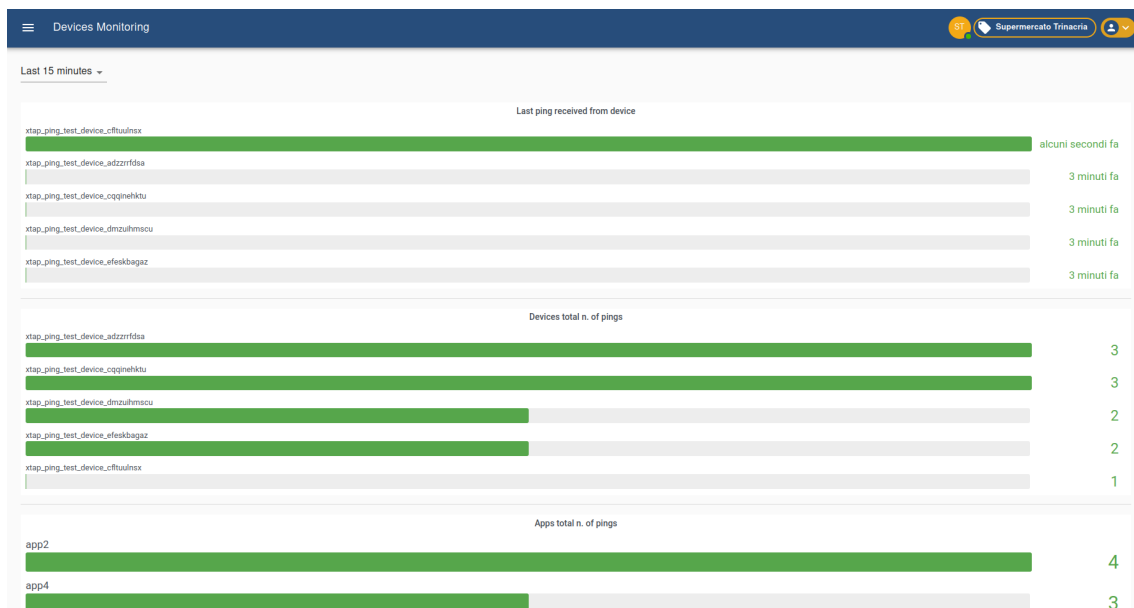 Devices Monitoring
ST
Supermercato Trinacria
Last 15 minutes
Last ping received from device
xtap_ping_test_device_cfltuulnsx
alcuni secondi fa
xtap_ping_test_device_adzzrrfdsa
3 minuti fa
xtap_ping_test_device_cqqinehktu
3 minuti fa
xtap_ping_test_device_dmzuihmscu
3 minuti fa
xtap_ping_test_device_efeskbagaz
3 minuti fa
Devices total n. of pings
xtap_ping_test_device_adzzrrfdsa
3
xtap_ping_test_device_cqqinehktu
3
xtap_ping_test_device_dmzuihmscu
2
xtap_ping_test_device_efeskbagaz
2
xtap_ping_test_device_cfltuulnsx
1
Apps total n. of pings
app2
4
app4
3